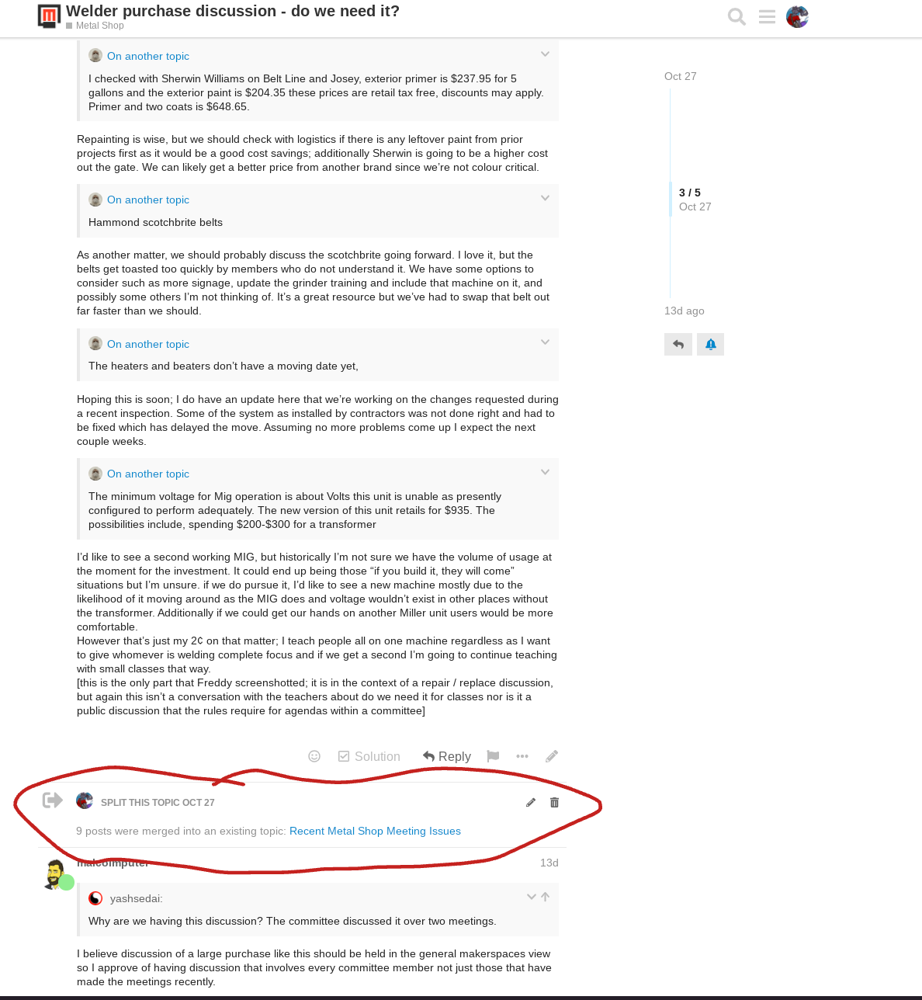 Welder purchase discussion - do we need it?
Metal Shop
On another topic
I checked with Sherwin Williams on Belt Line and Josey, exterior primer is $237.95 for 5
gallons and the exterior paint is $204.35 these prices are retail tax free, discounts may apply.
Primer and two coats is $648.65.
Repainting is wise, but we should check with logistics if there is any leftover paint from prior
projects first as it would be a good cost savings; additionally Sherwin is going to be a higher cost
out the gate. We can likely get a better price from another brand since we’re not colour critical.
On another topic
Hammond scotchbrite belts
As another matter, we should probably discuss the scotchbrite going forward. I love it, but the
belts get toasted too quickly by members who do not understand it. We have some options to
consider such as more signage, update the grinder training and include that machine on it, and
possibly some others I’m not thinking of. It’s a great resource but we’ve had to swap that belt out
far faster than we should.
On another topic
The heaters and beaters don’t have a moving date yet,
Hoping this is soon; I do have an update here that we’re working on the changes requested during
a recent inspection. Some of the system as installed by contractors was not done right and had to
be fixed which has delayed the move. Assuming no more problems come up I expect the next
couple weeks.
On another topic
The minimum voltage for Mig operation is about Volts this unit is unable as presently
configured to perform adequately. The new version of this unit retails for $935. The
possibilities include, spending $200-$300 for a transformer
I’d like to see a second working MIG, but historically I’m not sure we have the volume of usage at
the moment for the investment. It could end up being those “if you build it, they will come”
situations but I’m unsure. if we do pursue it, I’d like to see a new machine mostly due to the
likelihood of it moving around as the MIG does and voltage wouldn’t exist in other places without
the transformer. Additionally if we could get our hands on another Miller unit users would be more
comfortable.
However that’s just my 2¢ on that matter; I teach people all on one machine regardless as I want
to give whomever is welding complete focus and if we get a second I’m going to continue teaching
with small classes that way.
[this is the only part that Freddy screenshotted; it is in the context of a repair / replace discussion,
but again this isn’t a conversation with the teachers about do we need it for classes nor is it a
public discussion that the rules require for agendas within a committee]
Solution
Reply
SPLIT THIS TOPIC OCT 27
9 posts were merged into an existing topic: Recent Metal Shop Meeting Issues
malcolmputer
13d
yashsedai:
Why are we having this discussion? The committee discussed it over two meetings.
I believe discussion of a large purchase like this should be held in the general makerspaces view
so I approve of having discussion that involves every committee member not just those that have
made the meetings recently.
Oct 27
3 / 5
Oct 27
13d ago